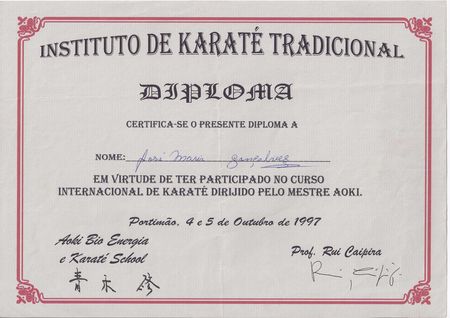 INSTITUTO DE KARATÉ TRADICIONAL
DIPLOMA
CERTIFICA-SE O PRESENTE DIPLOMA A
NOME: José Maria Gonçalves
EM VIRTUDE DE TER PARTICIPADO NO CURSO
INTERNACIONAL DE KARATÉ DIRIJIDO PELO MESTRE AOKI.
Portimão, 4 e 5 de Outubro de 1997
Aoki Bio Energia
e Karaté School
Prof. Rui Caipira
青木